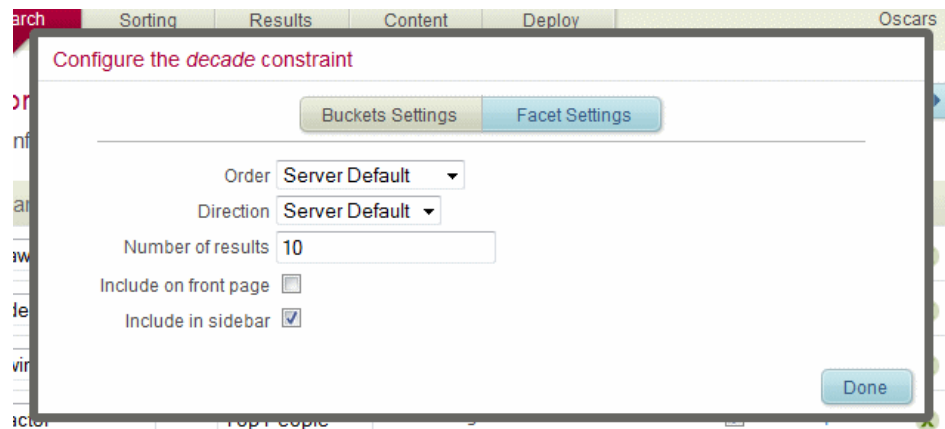 arch Sorting Results Content Deploy Oscars
Configure the decade constraint
Buckets Settings Facet Settings
Order Server Default
Direction Server Default
Number of results 10
Include on front page
Include in sidebar
Done
actor Top People